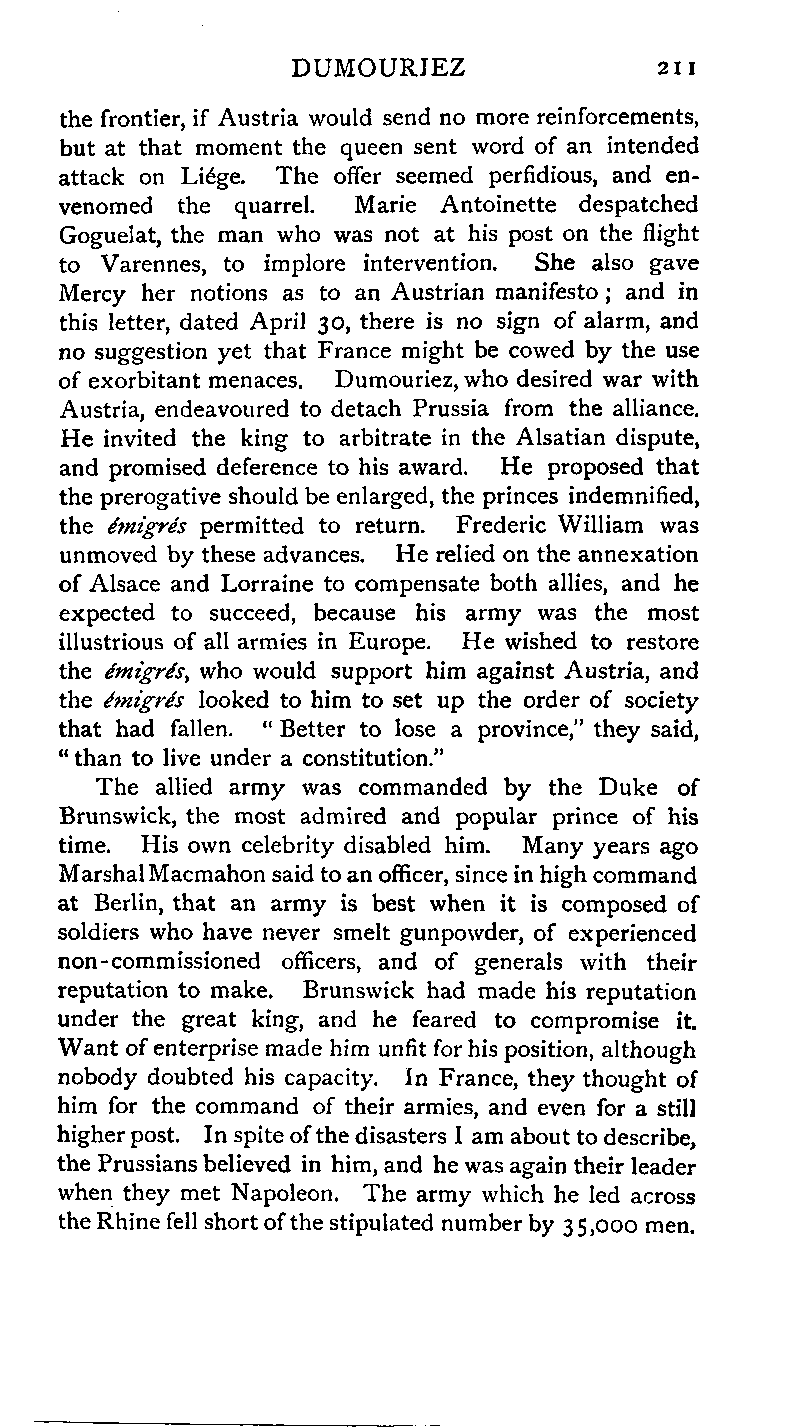 DUMOURIEZ 211
the frontier, if Austria would send no more reinforcements,
but at that moment the queen sent word of an intended
attack on Liége. The offer seemed perfidious, and en-
venomed the quarrel. Marie Antoinette despatched
Goguelat, the man who was not at his post on the flight
to Varennes, to implore intervention. She also gave
Mercy her notions as to an Austrian manifesto; and in
this letter, dated April 30, there is no sign of alarm, and
no suggestion yet that France might be cowed by the use
of exorbitant menaces. Dumouriez, who desired war with
Austria, endeavoured to detach Prussia from the alliance.
He invited the king to arbitrate in the Alsatian dispute,
and promised deference to his award. He proposed that
the prerogative should be enlarged, the princes indemnified,
the émigrés permitted to return. Frederic William was
unmoved by these advances. He relied on the annexation
of Alsace and Lorraine to compensate both allies, and he
expected to succeed, because his army was the most
illustrious of all armies in Europe. He wished to restore
the émigrés, who would support him against Austria, and
the émigrés looked to him to set up the order of society
that had fallen. “Better to lose a province,” they said,
“than to live under a constitution.”
The allied army was commanded by the Duke of
Brunswick, the most admired and popular prince of his
time. His own celebrity disabled him. Many years ago
Marshal Macmahon said to an officer, since in high command
at Berlin, that an army is best when it is composed of
soldiers who have never smelt gunpowder, of experienced
non-commissioned officers, and of generals with their
reputation to make. Brunswick had made his reputation
under the great king, and he feared to compromise it.
Want of enterprise made him unfit for his position, although
nobody doubted his capacity. In France, they thought of
him for the command of their armies, and even for a still
higher post. In spite of the disasters I am about to describe,
the Prussians believed in him, and he was again their leader
when they met Napoleon. The army which he led across
the Rhine fell short of the stipulated number by 35,000 men.